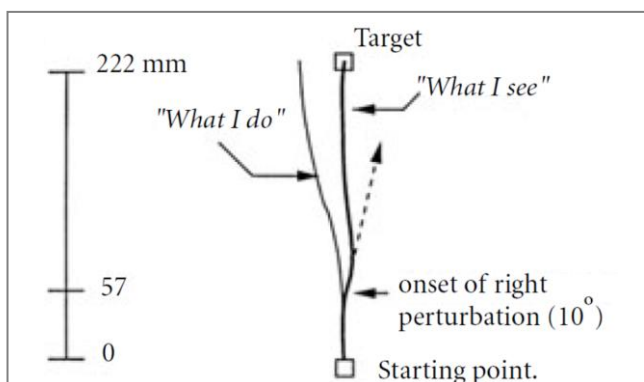 Target
222 mm
"What I see"
"What I do"
57
onset of right
perturbation (10°)
0
Starting point.